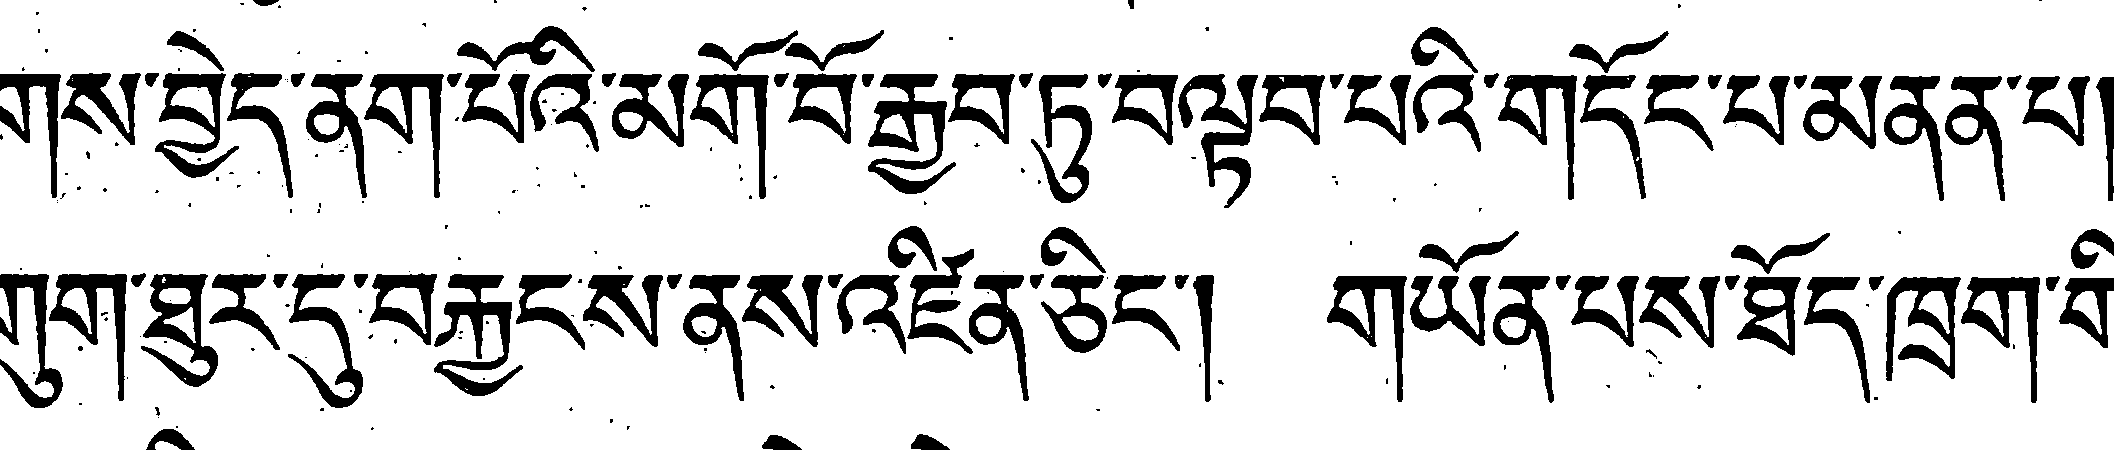 གས་བྱེད་ནག་པོའི་མགོ་བོ་རྒྱབ་ཏུ་བལྟབ་པའི་གདོང་པ་མནན་པ།
གུག་ཐུར་དུ་བརྐྱངས་ནས་འཛིན་ཅིང་། གཡོན་པས་ཐོད་ཁྲག་གི